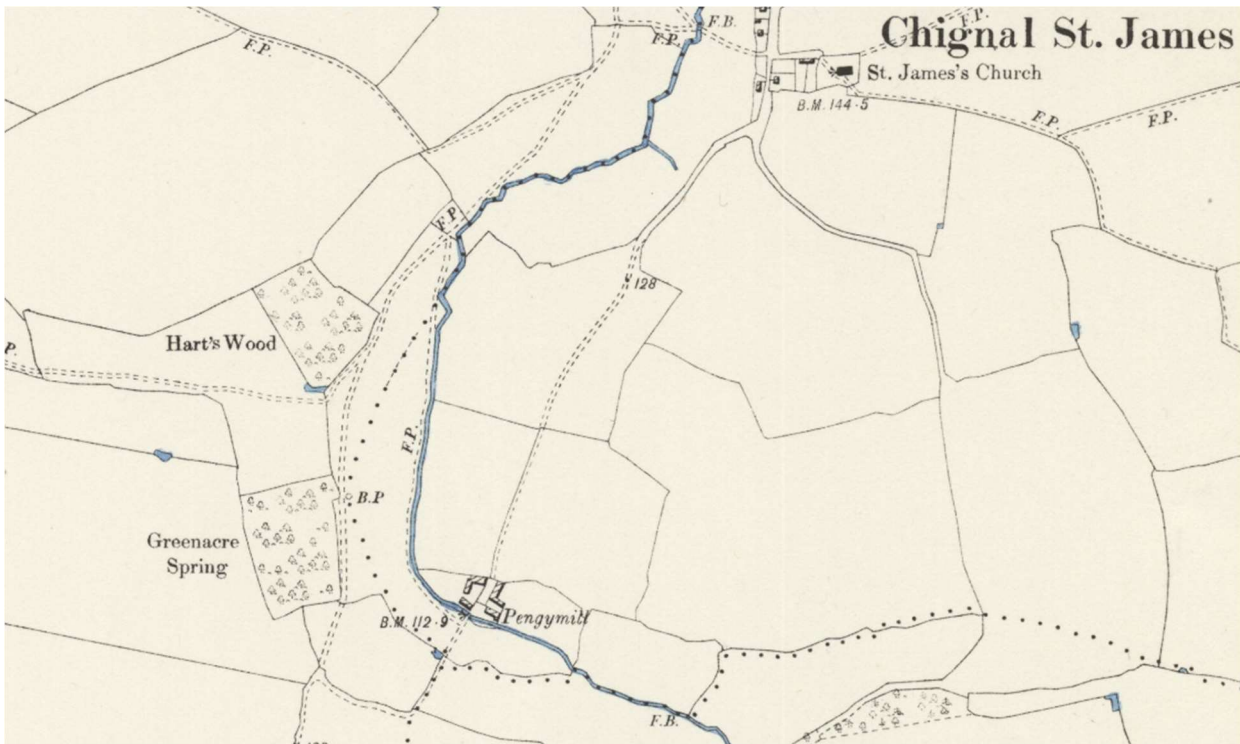 F.B.
F.P.
F.P.
F.P.
Chignal St. James
St. James's Church
B.M. 144·5
F.P.
F.P.
F.P.
128
Hart's Wood
P.
F.P.
B.P
Greenacre
Spring
B.M. 112·9
Pengymill
F.B.